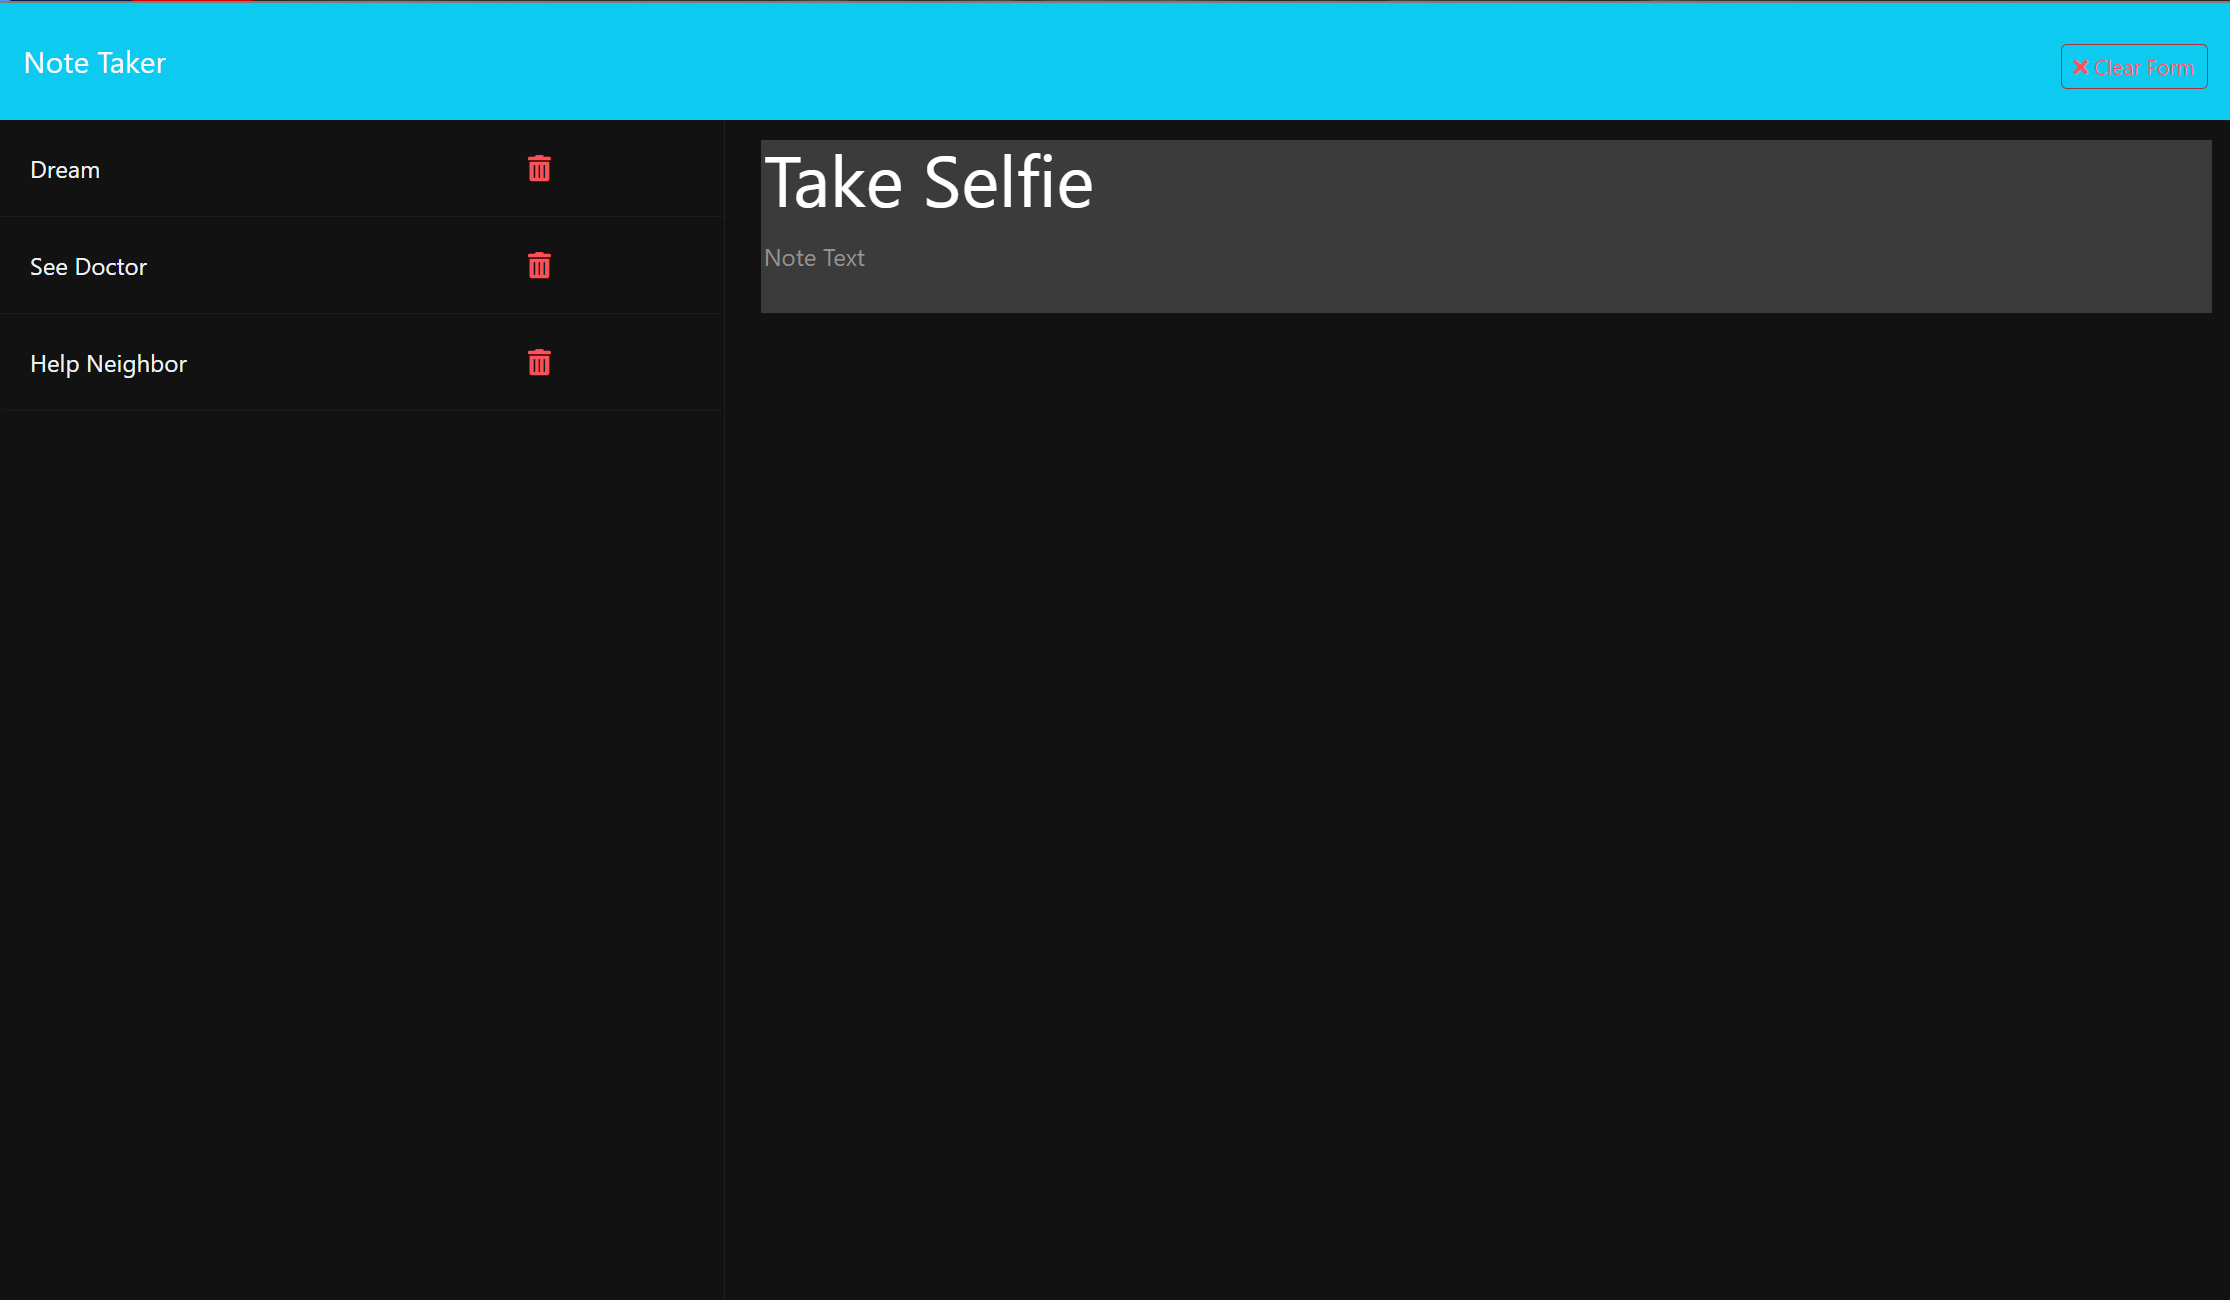 Note Taker
Clear Form
Dream
See Doctor
Help Neighbor
Take Selfie
Note Text